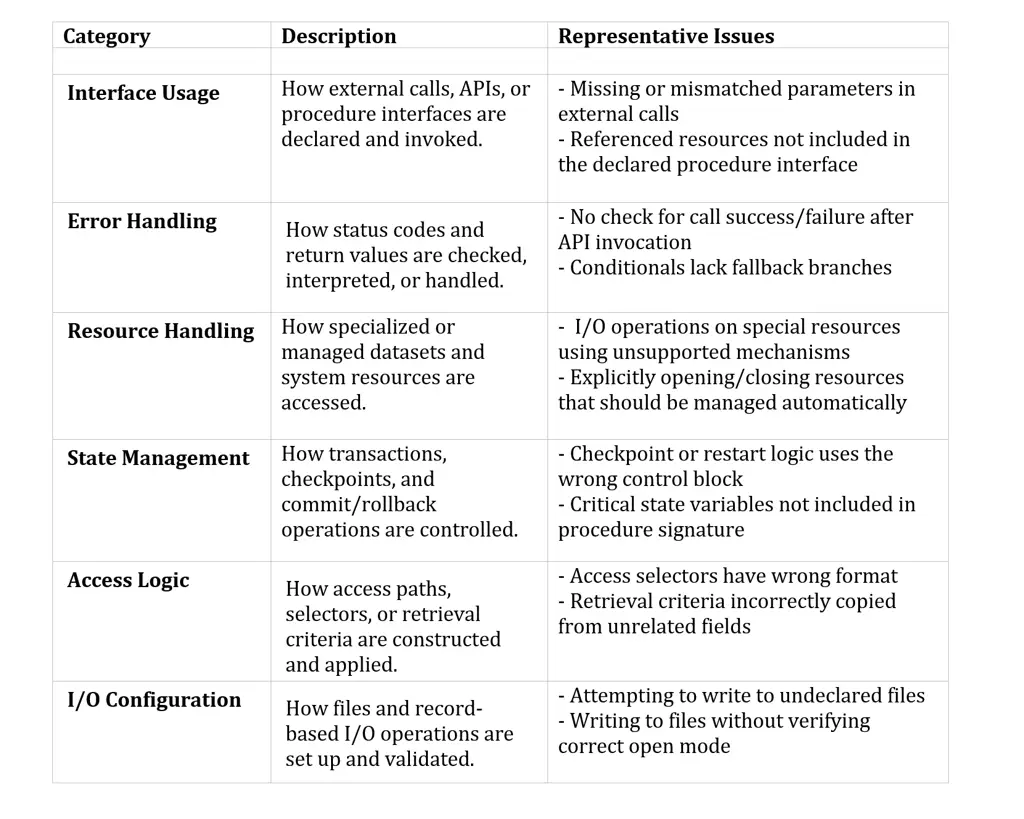 Category Description Representative Issues
Interface Usage
How external calls, APIs, or
procedure interfaces are
declared and invoked.
- Missing or mismatched parameters in
external calls
- Referenced resources not included in
the declared procedure interface
Error Handling
How status codes and
return values are checked,
interpreted, or handled.
- No check for call success/failure after
API invocation
- Conditionals lack fallback branches
Resource Handling
How specialized or
managed datasets and
system resources are
accessed.
- I/O operations on special resources
using unsupported mechanisms
- Explicitly opening/closing resources
that should be managed automatically
State Management
How transactions,
checkpoints, and
commit/rollback
operations are controlled.
- Checkpoint or restart logic uses the
wrong control block
- Critical state variables not included in
procedure signature
Access Logic
How access paths,
selectors, or retrieval
criteria are constructed
and applied.
- Access selectors have wrong format
- Retrieval criteria incorrectly copied
from unrelated fields
I/O Configuration
How files and record-
based I/O operations are
set up and validated.
- Attempting to write to undeclared files
- Writing to files without verifying
correct open mode